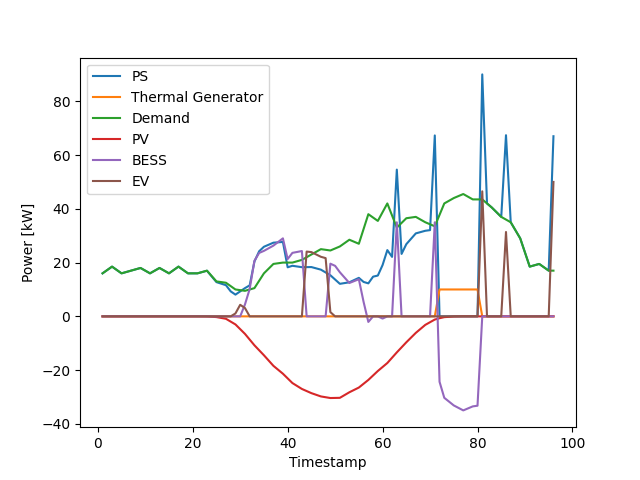 PS
Thermal Generator
Demand
PV
BESS
EV
Power [kW]
80
60
40
20
0
−20
−40
0 20 40 60 80 100
Timestamp